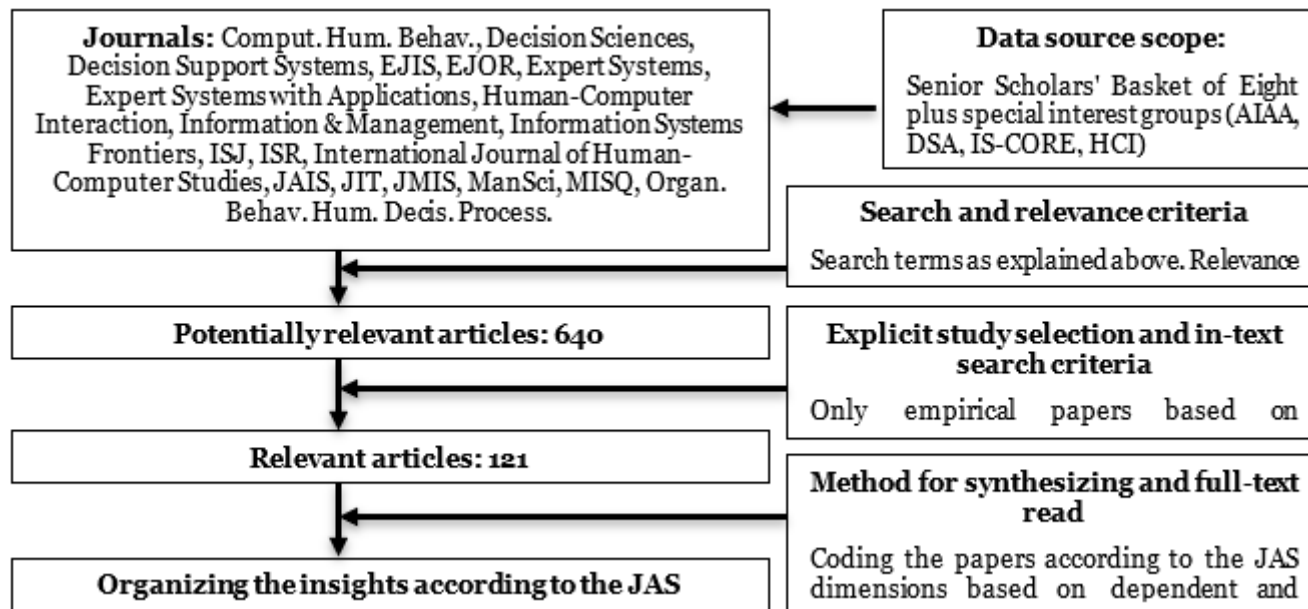 Journals: Comput. Hum. Behav., Decision Sciences,
Decision Support Systems, EJIS, EJOR, Expert Systems,
Expert Systems with Applications, Human-Computer
Interaction, Information & Management, Information Systems
Frontiers, ISJ, ISR, International Journal of Human-
Computer Studies, JAIS, JIT, JMIS, ManSci, MISQ, Organ.
Behav. Hum. Decis. Process.
Data source scope:
Senior Scholars' Basket of Eight
plus special interest groups (AIAA,
DSA, IS-CORE, HCI)
Search and relevance criteria
Search terms as explained above. Relevance
Potentially relevant articles: 640
Explicit study selection and in-text
search criteria
Only empirical papers based on
Relevant articles: 121
Method for synthesizing and full-text
read
Coding the papers according to the JAS
dimensions based on dependent and
Organizing the insights according to the JAS